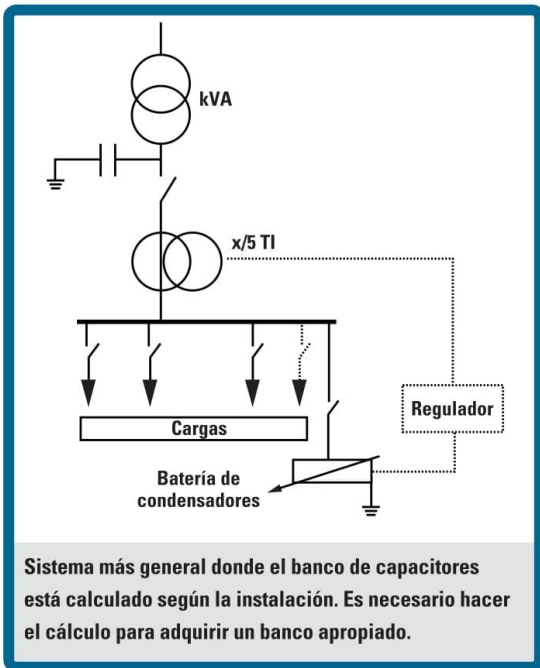 kVA
x/5 TI
Cargas
Regulador
Batería de
condensadores
Sistema más general donde el banco de capacitores
está calculado según la instalación. Es necesario hacer
el cálculo para adquirir un banco apropiado.